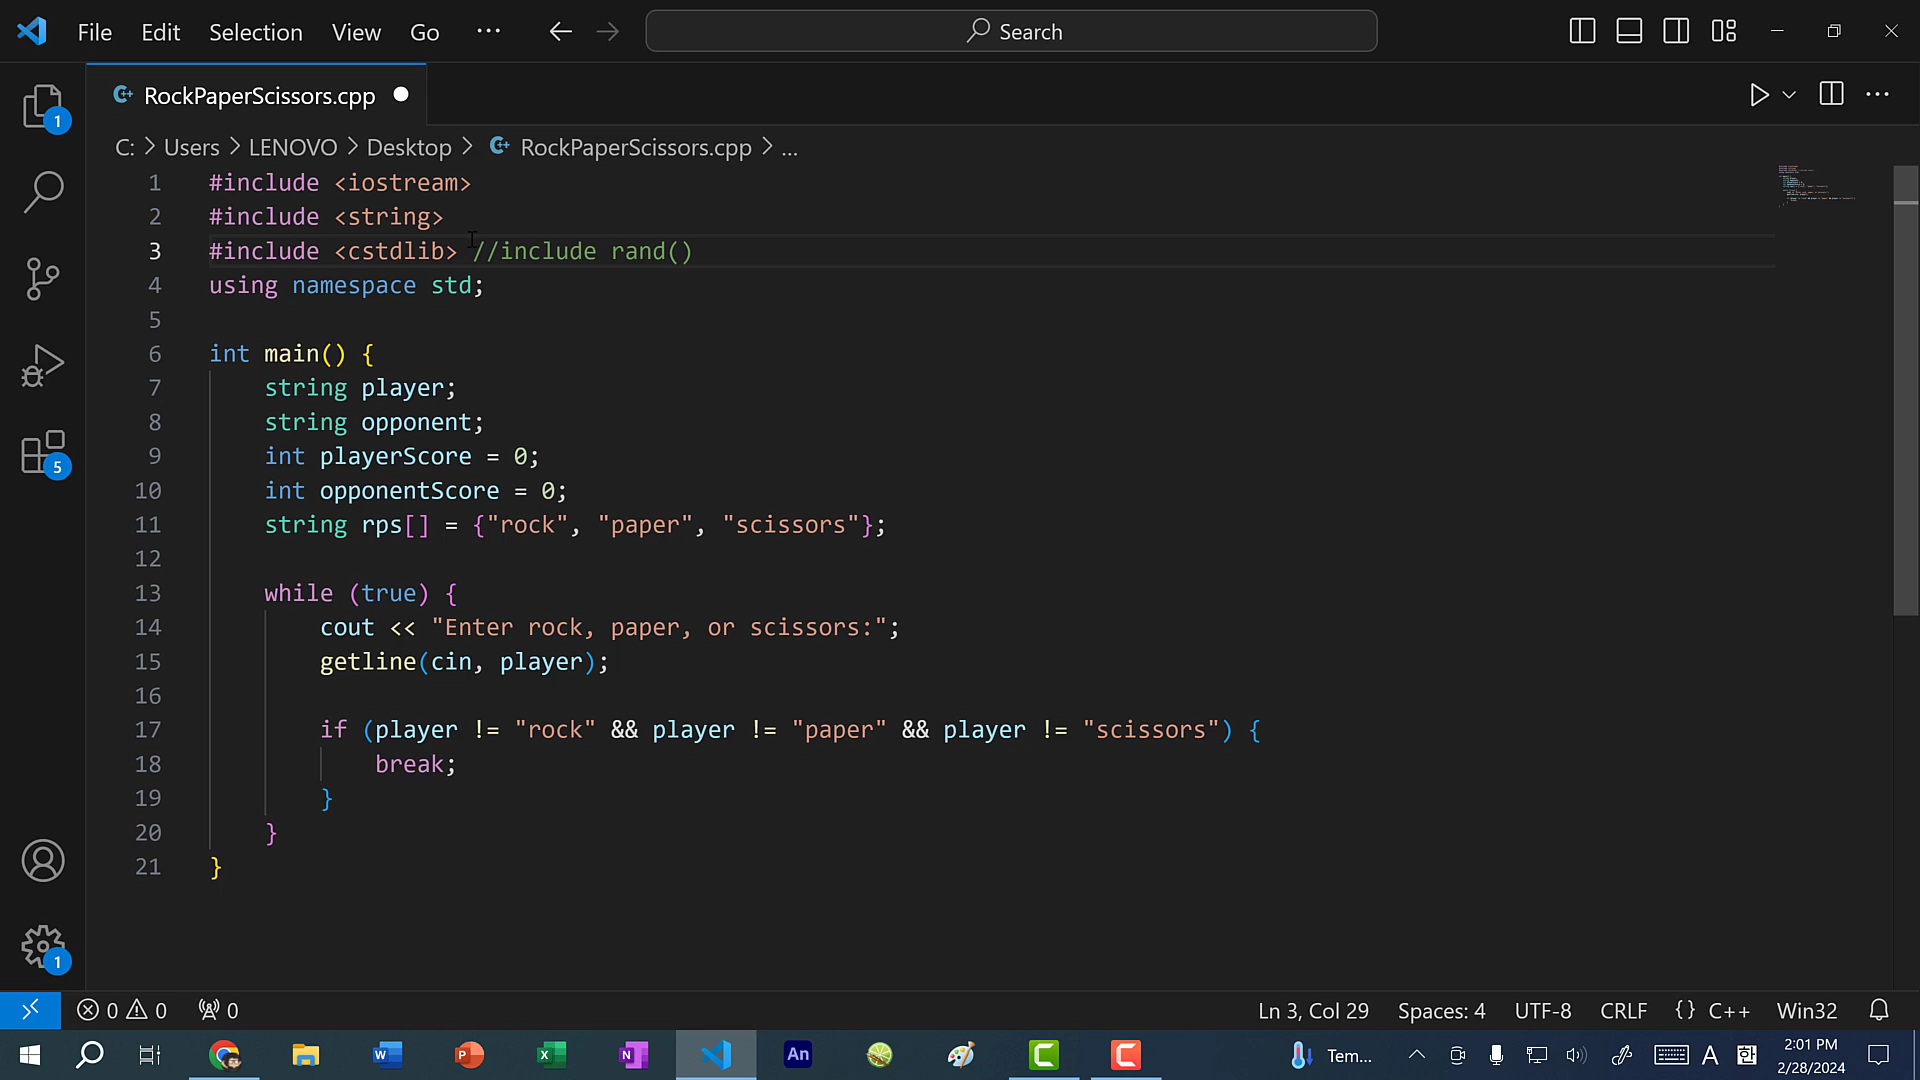 File Edit Selection View Go ··· Search
RockPaperScissors.cpp
C: > Users > LENOVO > Desktop > RockPaperScissors.cpp > ...
1 #include <iostream>
2 #include <string>
3 #include <cstdlib> //include rand()
4 using namespace std;
5
6 int main() {
7 string player;
8 string opponent;
9 int playerScore = 0;
10 int opponentScore = 0;
11 string rps[] = {"rock", "paper", "scissors"};
12
13 while (true) {
14 cout << "Enter rock, paper, or scissors:";
15 getline(cin, player);
16
17 if (player != "rock" && player != "paper" && player != "scissors") {
18 break;
19 }
20 }
21 }
1
5
1
0 0 0 Ln 3, Col 29 Spaces: 4 UTF-8 CRLF {} C++ Win32
W P X N An Tem... A 한 2:01 PM
2/28/2024